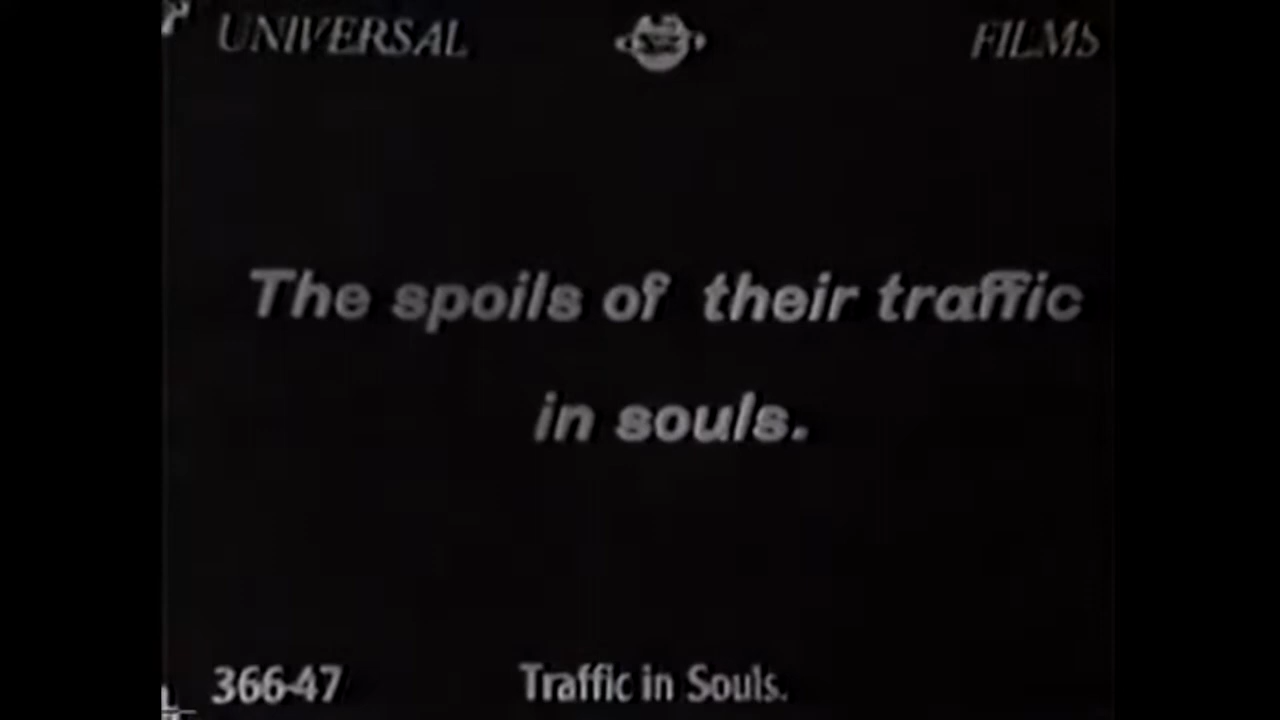 UNIVERSAL FILMS
The spoils of their traffic
in souls.
366-47 Traffic in Souls.